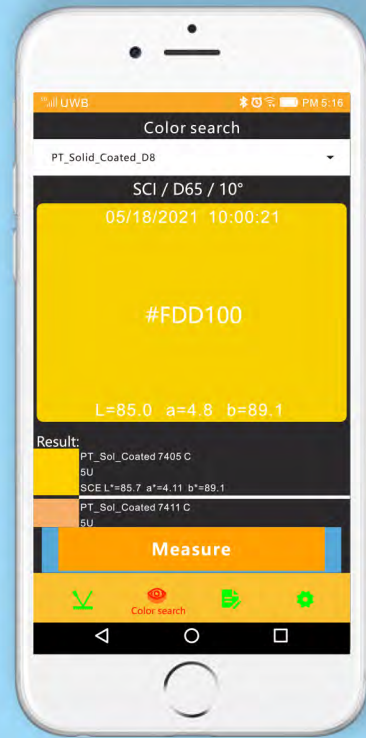 UWB
PM 5:16
Color search
PT_Solid_Coated_D8
SCI / D65 / 10°
05/18/2021 10:00:21
#FDD100
L=85.0 a=4.8 b=89.1
Result:
PT_Sol_Coated 7405 C
5U
SCE L*=85.7 a*=4.11 b*=89.1
PT_Sol_Coated 7411 C
5U
Measure
Color search